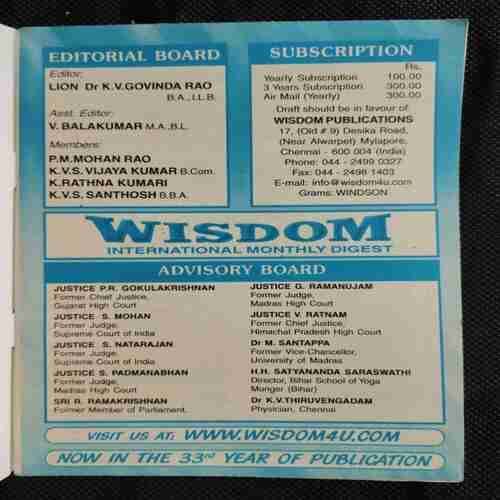 EDITORIAL BOARD
Editor:
LION Dr K.V.GOVINDA RAO
B.A., LL.B.
Asst. Editor:
V. BALAKUMAR M.A.,B.L.
Members:
P.M.MOHAN RAO
K.V.S. VIJAYA KUMAR B.Com.
K.RATHNA KUMARI
K.V.S. SANTHOSH B.B.A.
SUBSCRIPTION
Rs.
Yearly Subscription 100.00
3 Years Subscription 300.00
Air Mail (Yearly) 300.00
Draft should be in favour of
WISDOM PUBLICATIONS
17, (Old # 9) Desika Road,
(Near Alwarpet) Mylapore,
Chennai - 600 004 (India)
Phone: 044 - 2499 0327
Fax: 044 - 2498 1403
E-mail: info@wisdom4u.com
Grams: WINDSON
WISDOM
INTERNATIONAL MONTHLY DIGEST
ADVISORY BOARD
JUSTICE P.R. GOKULAKRISHNAN
Former Chief Justice,
Gujarat High Court
JUSTICE S. MOHAN
Former Judge,
Supreme Court of India
JUSTICE S. NATARAJAN
Former Judge,
Supreme Court of India
JUSTICE S. PADMANABHAN
Former Judge,
Madras High Court
SRI R. RAMAKRISHNAN
Former Member of Parliament.
JUSTICE G. RAMANUJAM
Former Judge,
Madras High Court
JUSTICE V. RATNAM
Former Chief Justice,
Himachal Pradesh High Court
Dr M. SANTAPPA
Former Vice-Chancellor,
University of Madras
H.H. SATYANANDA SARASWATHI
Director, Bihar School of Yoga
Munger (Bihar)
Dr K.V.THIRUVENGADAM
Physician, Chennai
VISIT US AT: WWW.WISDOM4U.COM
NOW IN THE 33RD YEAR OF PUBLICATION